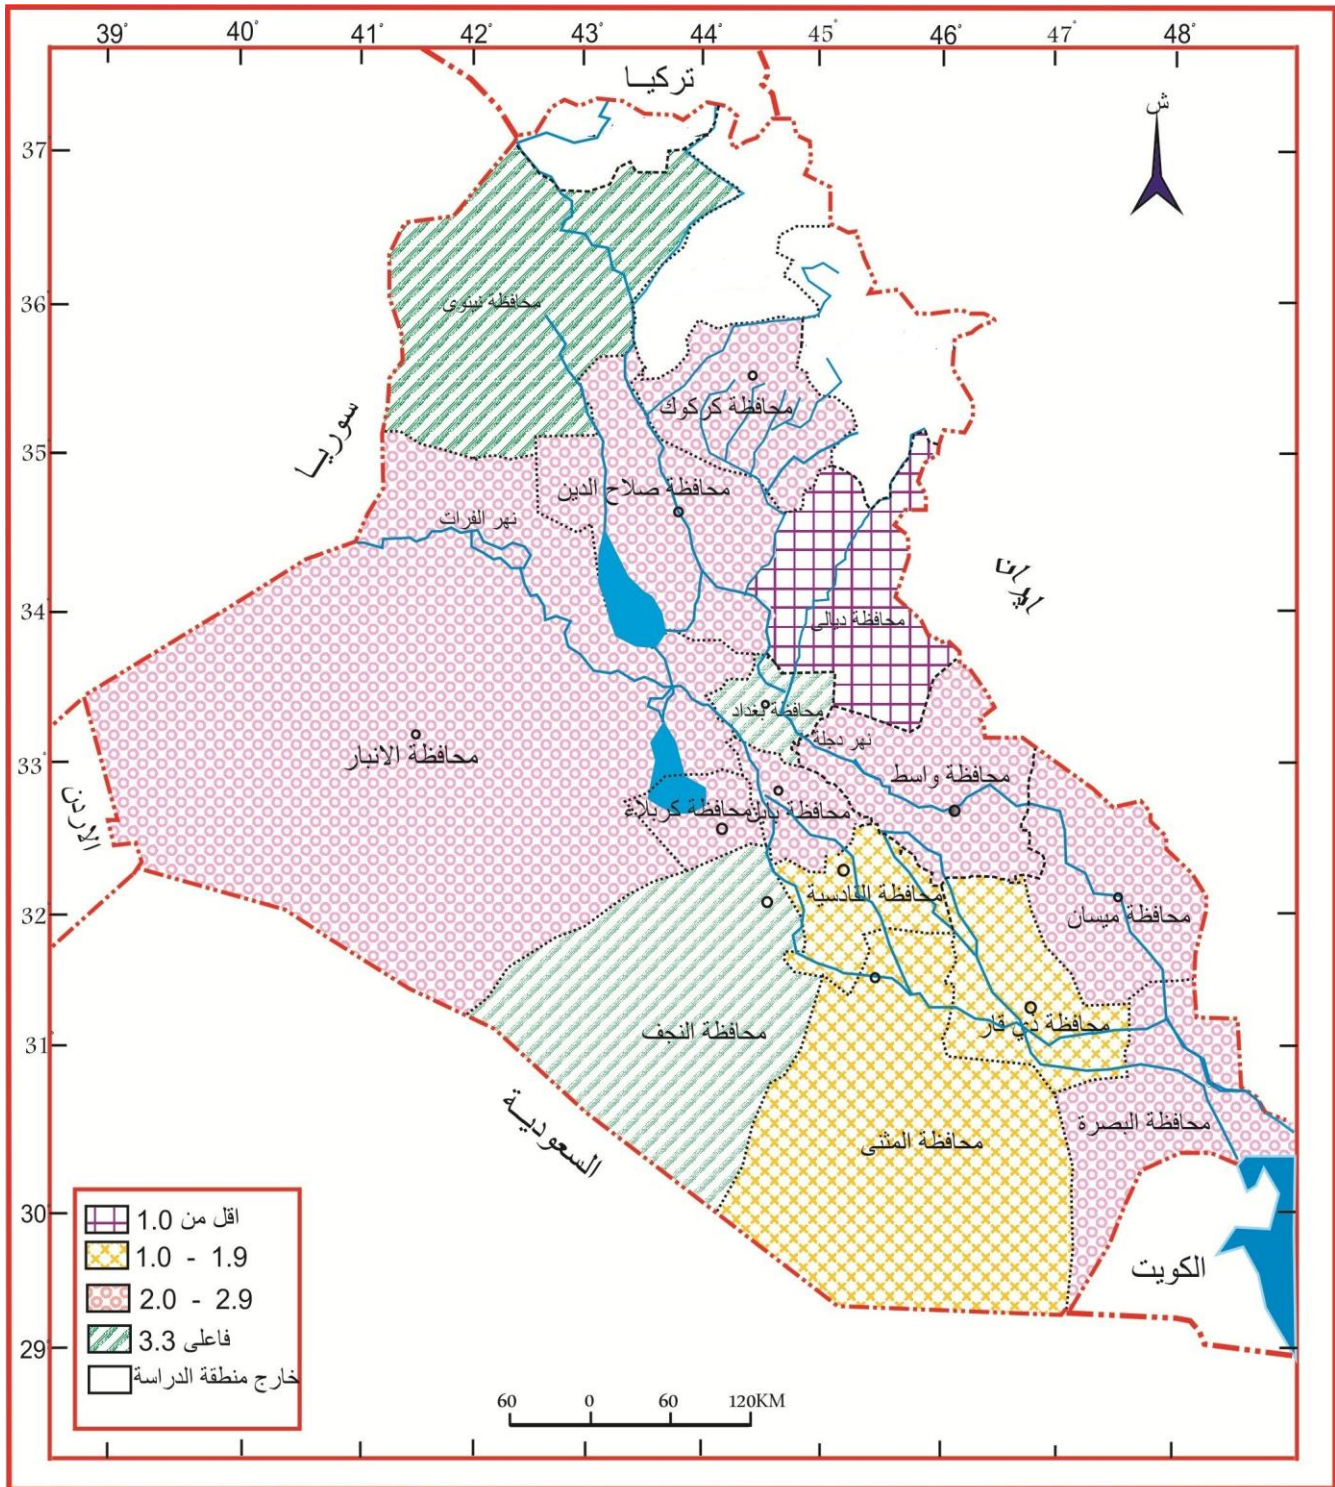 39° 40° 41° 42° 43° 44° 45° 46° 47° 48°
تركيا
ش
37
محافظة نينوى
36
محافظة كركوك
سوريا
35
محافظة صلاح الدين
نهر الفرات
ايران
34
محافظة ديالى
محافظة بغداد
نهر دجلة
33
محافظة الانبار
محافظة واسط
الاردن
محافظة كربلاء
محافظة بابل
محافظة القادسية
32
محافظة ميسان
31
محافظة النجف
محافظة ذي قار
السعودية
محافظة البصرة
محافظة المثنى
30
الكويت
29
اقل من 1.0
1.0 - 1.9
2.0 - 2.9
3.3 فاعلى
خارج منطقة الدراسة
60 0 60 120KM